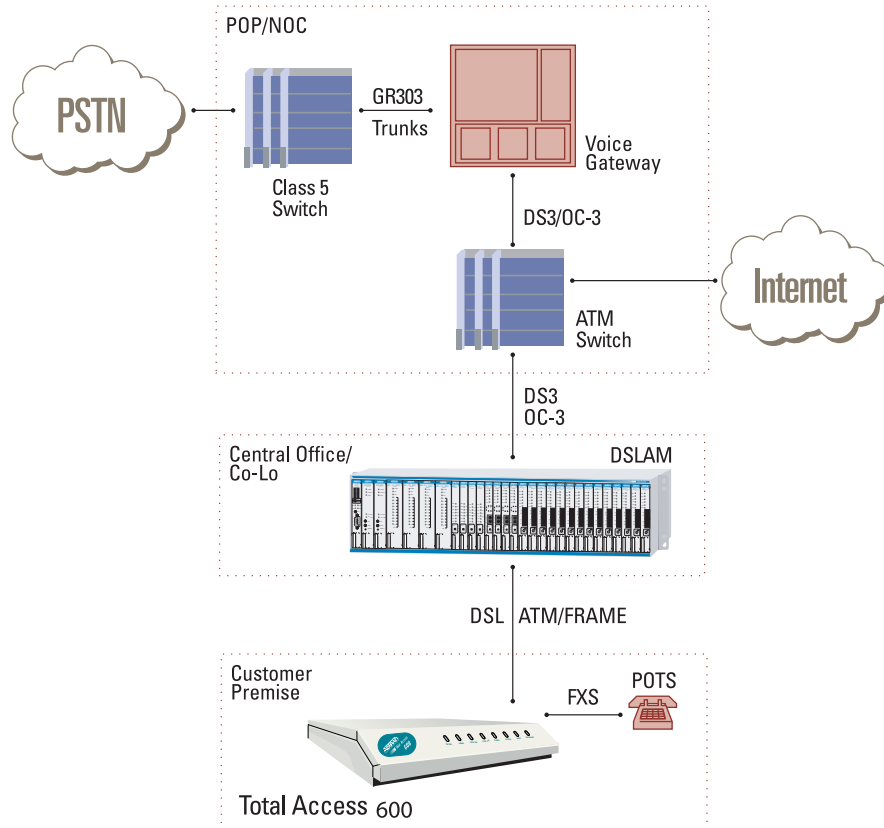 POP/NOC
PSTN
GR303
Trunks
Class 5
Switch
Voice
Gateway
DS3/OC-3
Internet
ATM
Switch
DS3
OC-3
Central Office/
Co-Lo
DSLAM
DSL
ATM/FRAME
Customer
Premise
FXS
POTS
Total Access 600